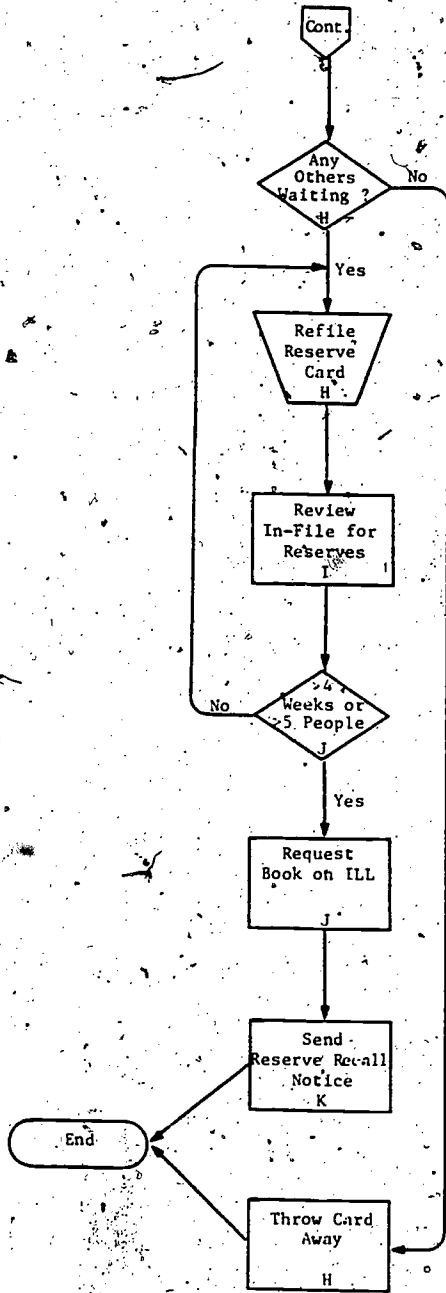 Cont.
Any
Others
Waiting ?
H
No
Yes
Refile
Reserve
Card
H
Review
In-File for
Reserves
I
>4
Weeks or
>5 People
J
No
Yes
Request
Book on ILL
J
Send
Reserve Recall
Notice
K
End
Throw Card
Away
H